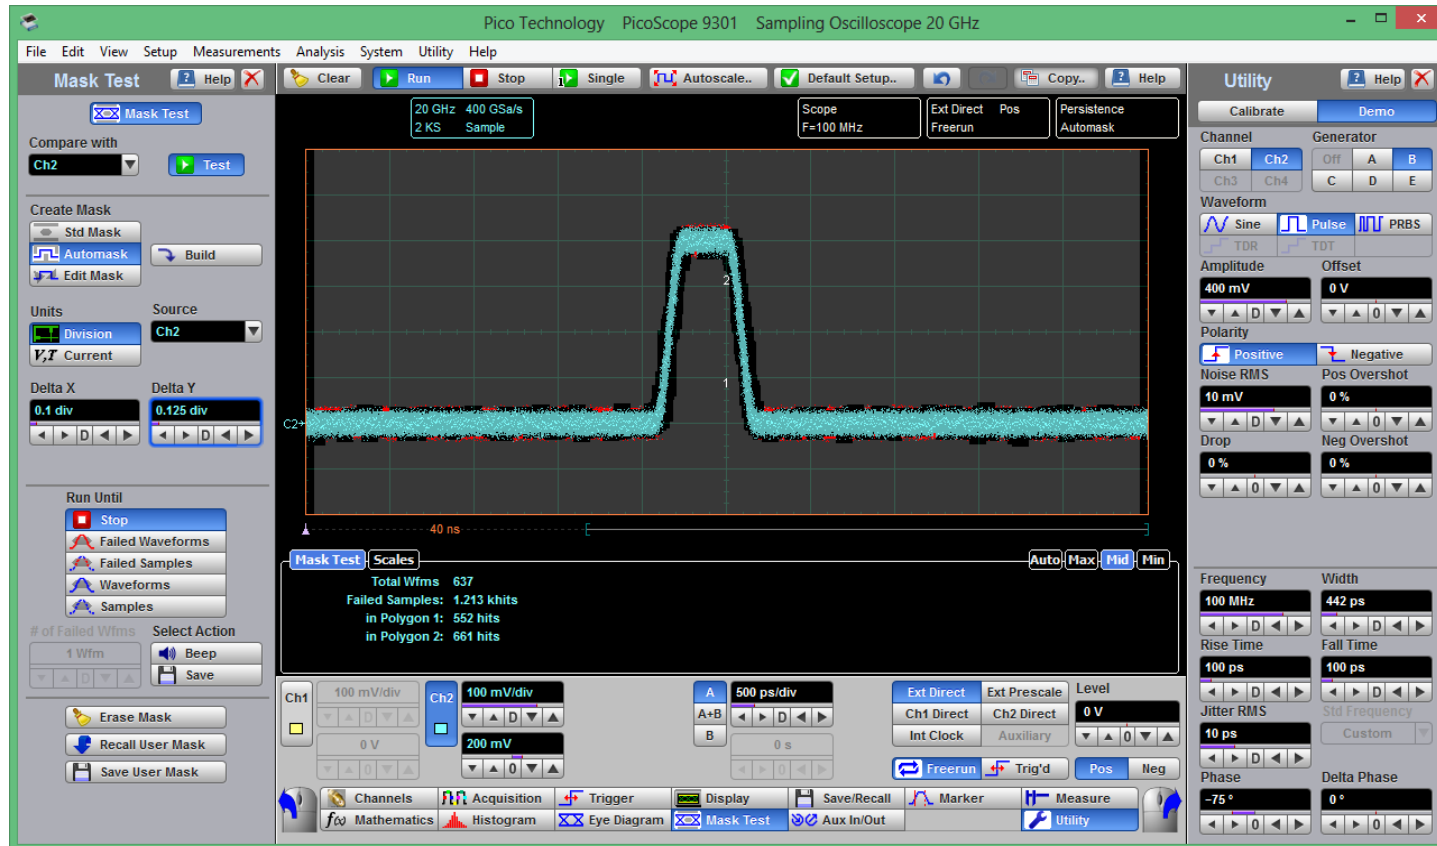 Pico Technology PicoScope 9301 Sampling Oscilloscope 20 GHz
File Edit View Setup Measurements Analysis System Utility Help
Mask Test Help
Mask Test
Compare with
Ch2 Test
Create Mask
Std Mask
Automask Build
Edit Mask
Units Source
Division Ch2
V,T Current
Delta X Delta Y
0.1 div 0.125 div
D D
Run Until
Stop
Failed Waveforms
Failed Samples
Waveforms
Samples
# of Failed Wfms Select Action
1 Wfm Beep
D Save
Erase Mask
Recall User Mask
Save User Mask
Clear Run Stop Single Autoscale.. Default Setup.. Copy.. Help
20 GHz 400 GSa/s
2 KS Sample
Scope
F=100 MHz
Ext Direct Pos
Freerun
Persistence
Automask
2
1
C2
40 ns
Mask Test Scales Auto Max Mid Min
Total Wfms 637
Failed Samples: 1.213 khits
in Polygon 1: 552 hits
in Polygon 2: 661 hits
Ch1 100 mV/div
D
0 V
0
Ch2 100 mV/div
D
200 mV
0
A 500 ps/div
A+B D
B 0 s
0
Ext Direct Ext Prescale Level
Ch1 Direct Ch2 Direct 0 V
Int Clock Auxiliary 0
Freerun Trig'd Pos Neg
Channels Acquisition Trigger Display Save/Recall Marker Measure
f(x) Mathematics Histogram Eye Diagram Mask Test Aux In/Out Utility
Utility Help
Calibrate Demo
Channel Generator
Ch1 Ch2 Off A B
Ch3 Ch4 C D E
Waveform
Sine Pulse PRBS
TDR TDT
Amplitude Offset
400 mV 0 V
D 0
Polarity
Positive Negative
Noise RMS Pos Overshot
10 mV 0 %
D 0
Drop Neg Overshot
0 % 0 %
0 0
Frequency Width
100 MHz 442 ps
D D
Rise Time Fall Time
100 ps 100 ps
D D
Jitter RMS Std Frequency
10 ps Custom
D
Phase Delta Phase
-75 ° 0 °
0 0